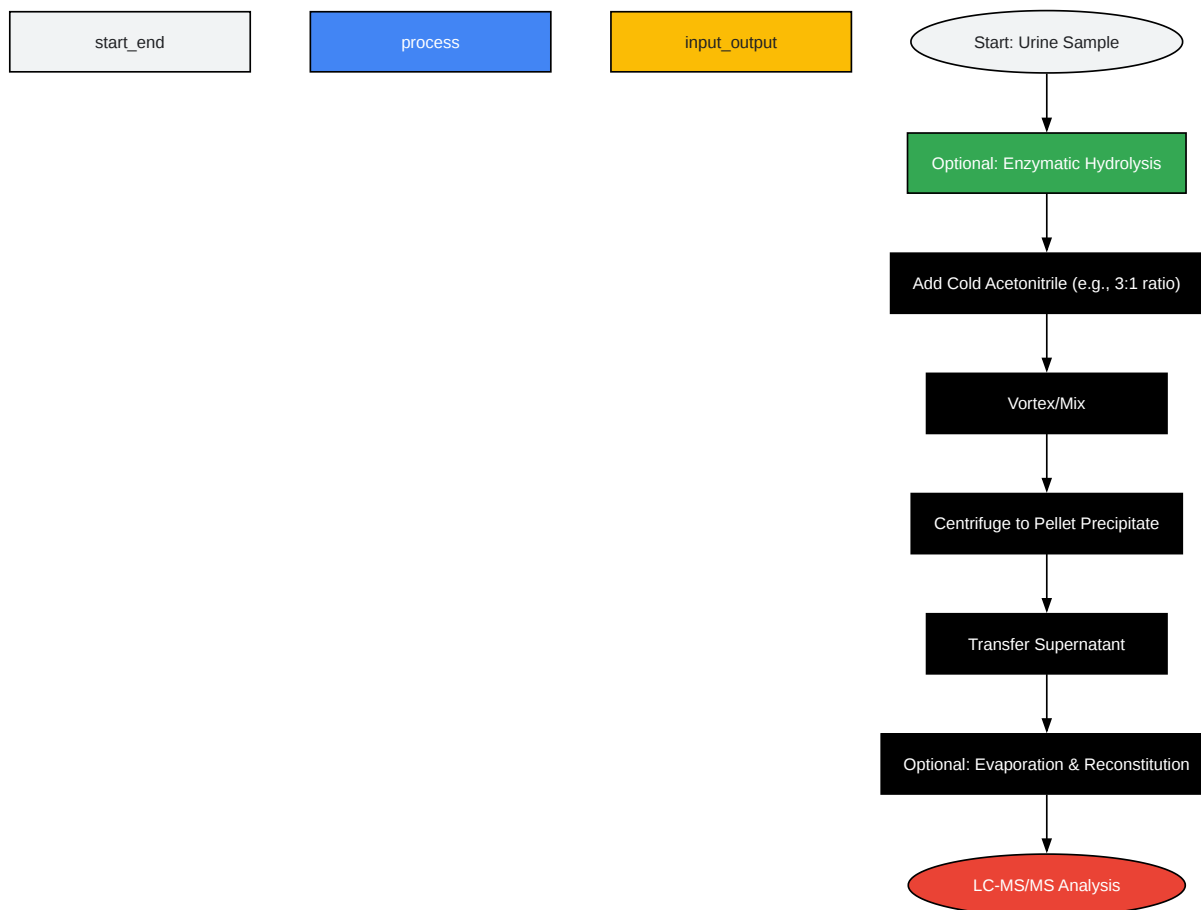 start_end
process
input_output
Start: Urine Sample
Optional: Enzymatic Hydrolysis
Add Cold Acetonitrile (e.g., 3:1 ratio)
Vortex/Mix
Centrifuge to Pellet Precipitate
Transfer Supernatant
Optional: Evaporation & Reconstitution
LC-MS/MS Analysis